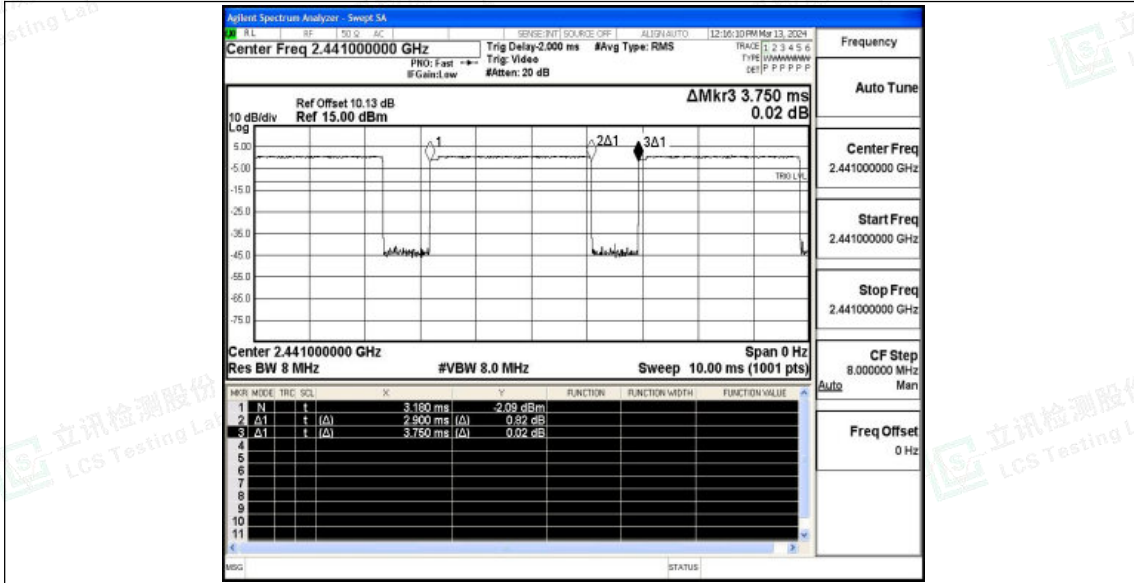 Agilent Spectrum Analyzer - Swept SA
RL RF 50 Ω AC SENSE:INT SOURCE OFF ALIGNAUTO 12:16:10 PM Mar 13, 2024
Center Freq 2.441000000 GHz
PNO: Fast
IFGain:Low
Trig Delay-2.000 ms #Avg Type: RMS
Trig: Video
#Atten: 20 dB
TRACE 1 2 3 4 5 6
TYPE WWWWWW
DET P P P P P P
Frequency
Auto Tune
Center Freq
2.441000000 GHz
Start Freq
2.441000000 GHz
Stop Freq
2.441000000 GHz
CF Step
8.000000 MHz
Auto Man
Freq Offset
0 Hz
ΔMkr3 3.750 ms
0.02 dB
Ref Offset 10.13 dB
10 dB/div Ref 15.00 dBm
Log
5.00
-5.00
-15.0
-25.0
-35.0
-45.0
-55.0
-65.0
-75.0
1
2Δ1
3Δ1
TRIG LVL
Center 2.441000000 GHz Span 0 Hz
Res BW 8 MHz #VBW 8.0 MHz Sweep 10.00 ms (1001 pts)
MKR MODE TRC SCL X Y FUNCTION FUNCTION WIDTH FUNCTION VALUE
1 N t 3.180 ms -2.09 dBm
2 Δ1 t (Δ) 2.900 ms (Δ) 0.82 dB
3 Δ1 t (Δ) 3.750 ms (Δ) 0.02 dB
4
5
6
7
8
9
10
11
MSG STATUS
立讯检测股份
LCS Testing Lab
立讯检测股份
LCS Testing L